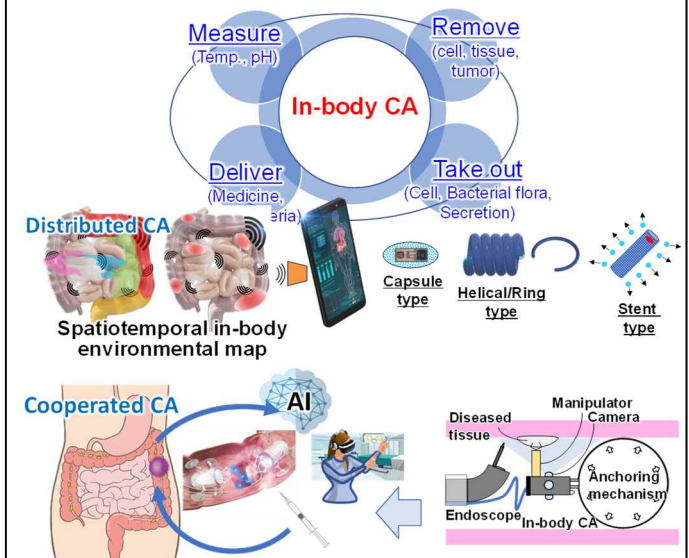 Measure
(Temp., pH)
Remove
(cell, tissue,
tumor)
In-body CA
Deliver
(Medicine,
eria)
Take out
(Cell, Bacterial flora,
Secretion)
Distributed CA
Spatiotemporal in-body
environmental map
Capsule
type
Helical/Ring
type
Stent
type
Cooperated CA
AI
Diseased
tissue
Manipulator
Camera
Anchoring
mechanism
Endoscope
In-body CA